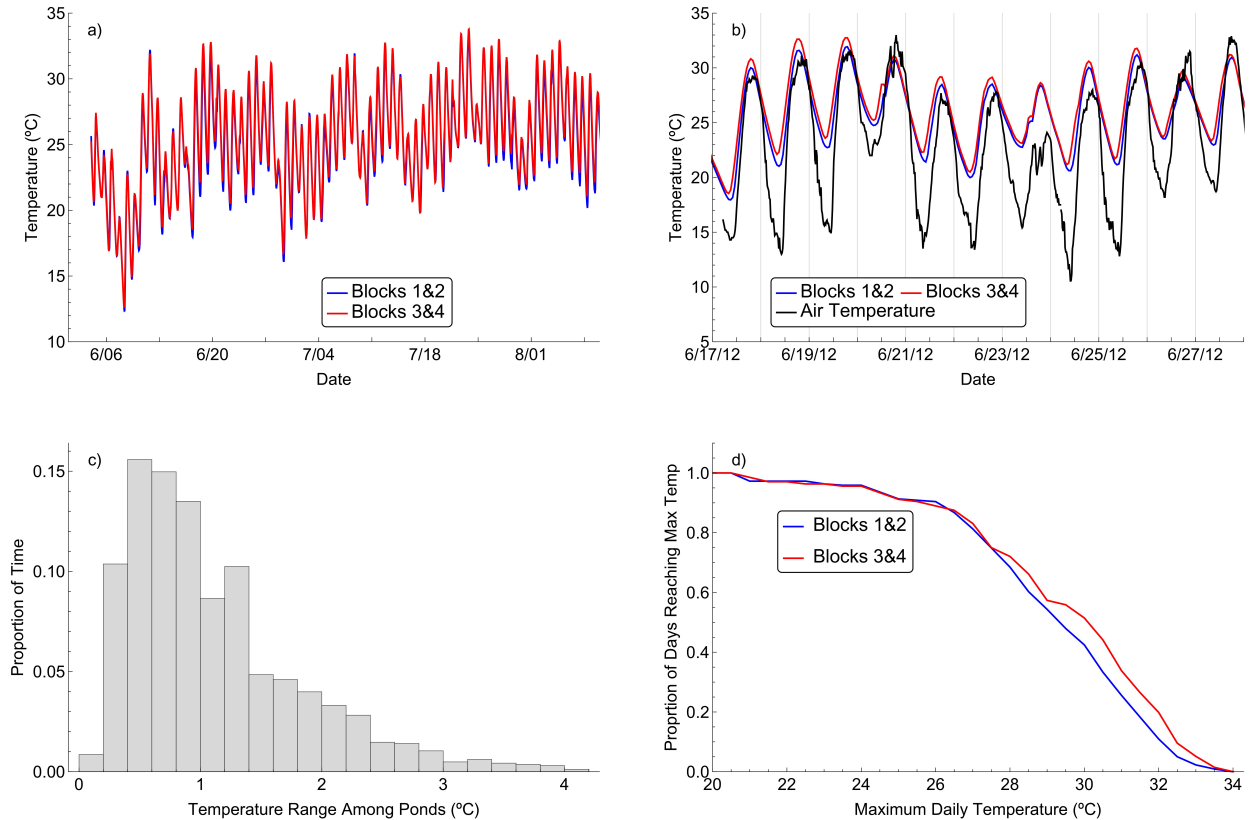 a)
35
30
25
20
15
10
Temperature (ºC)
6/06
6/20
7/04
7/18
8/01
Date
Blocks 1&2
Blocks 3&4
b)
35
30
25
20
15
10
5
Temperature (ºC)
6/17/12
6/19/12
6/21/12
6/23/12
6/25/12
6/27/12
Date
Blocks 1&2
Blocks 3&4
Air Temperature
c)
0.15
0.10
0.05
0.00
Proportion of Time
0
1
2
3
4
Temperature Range Among Ponds (ºC)
d)
1.0
0.8
0.6
0.4
0.2
0.0
Proprtion of Days Reaching Max Temp
20
22
24
26
28
30
32
34
Maximum Daily Temperature (ºC)
Blocks 1&2
Blocks 3&4